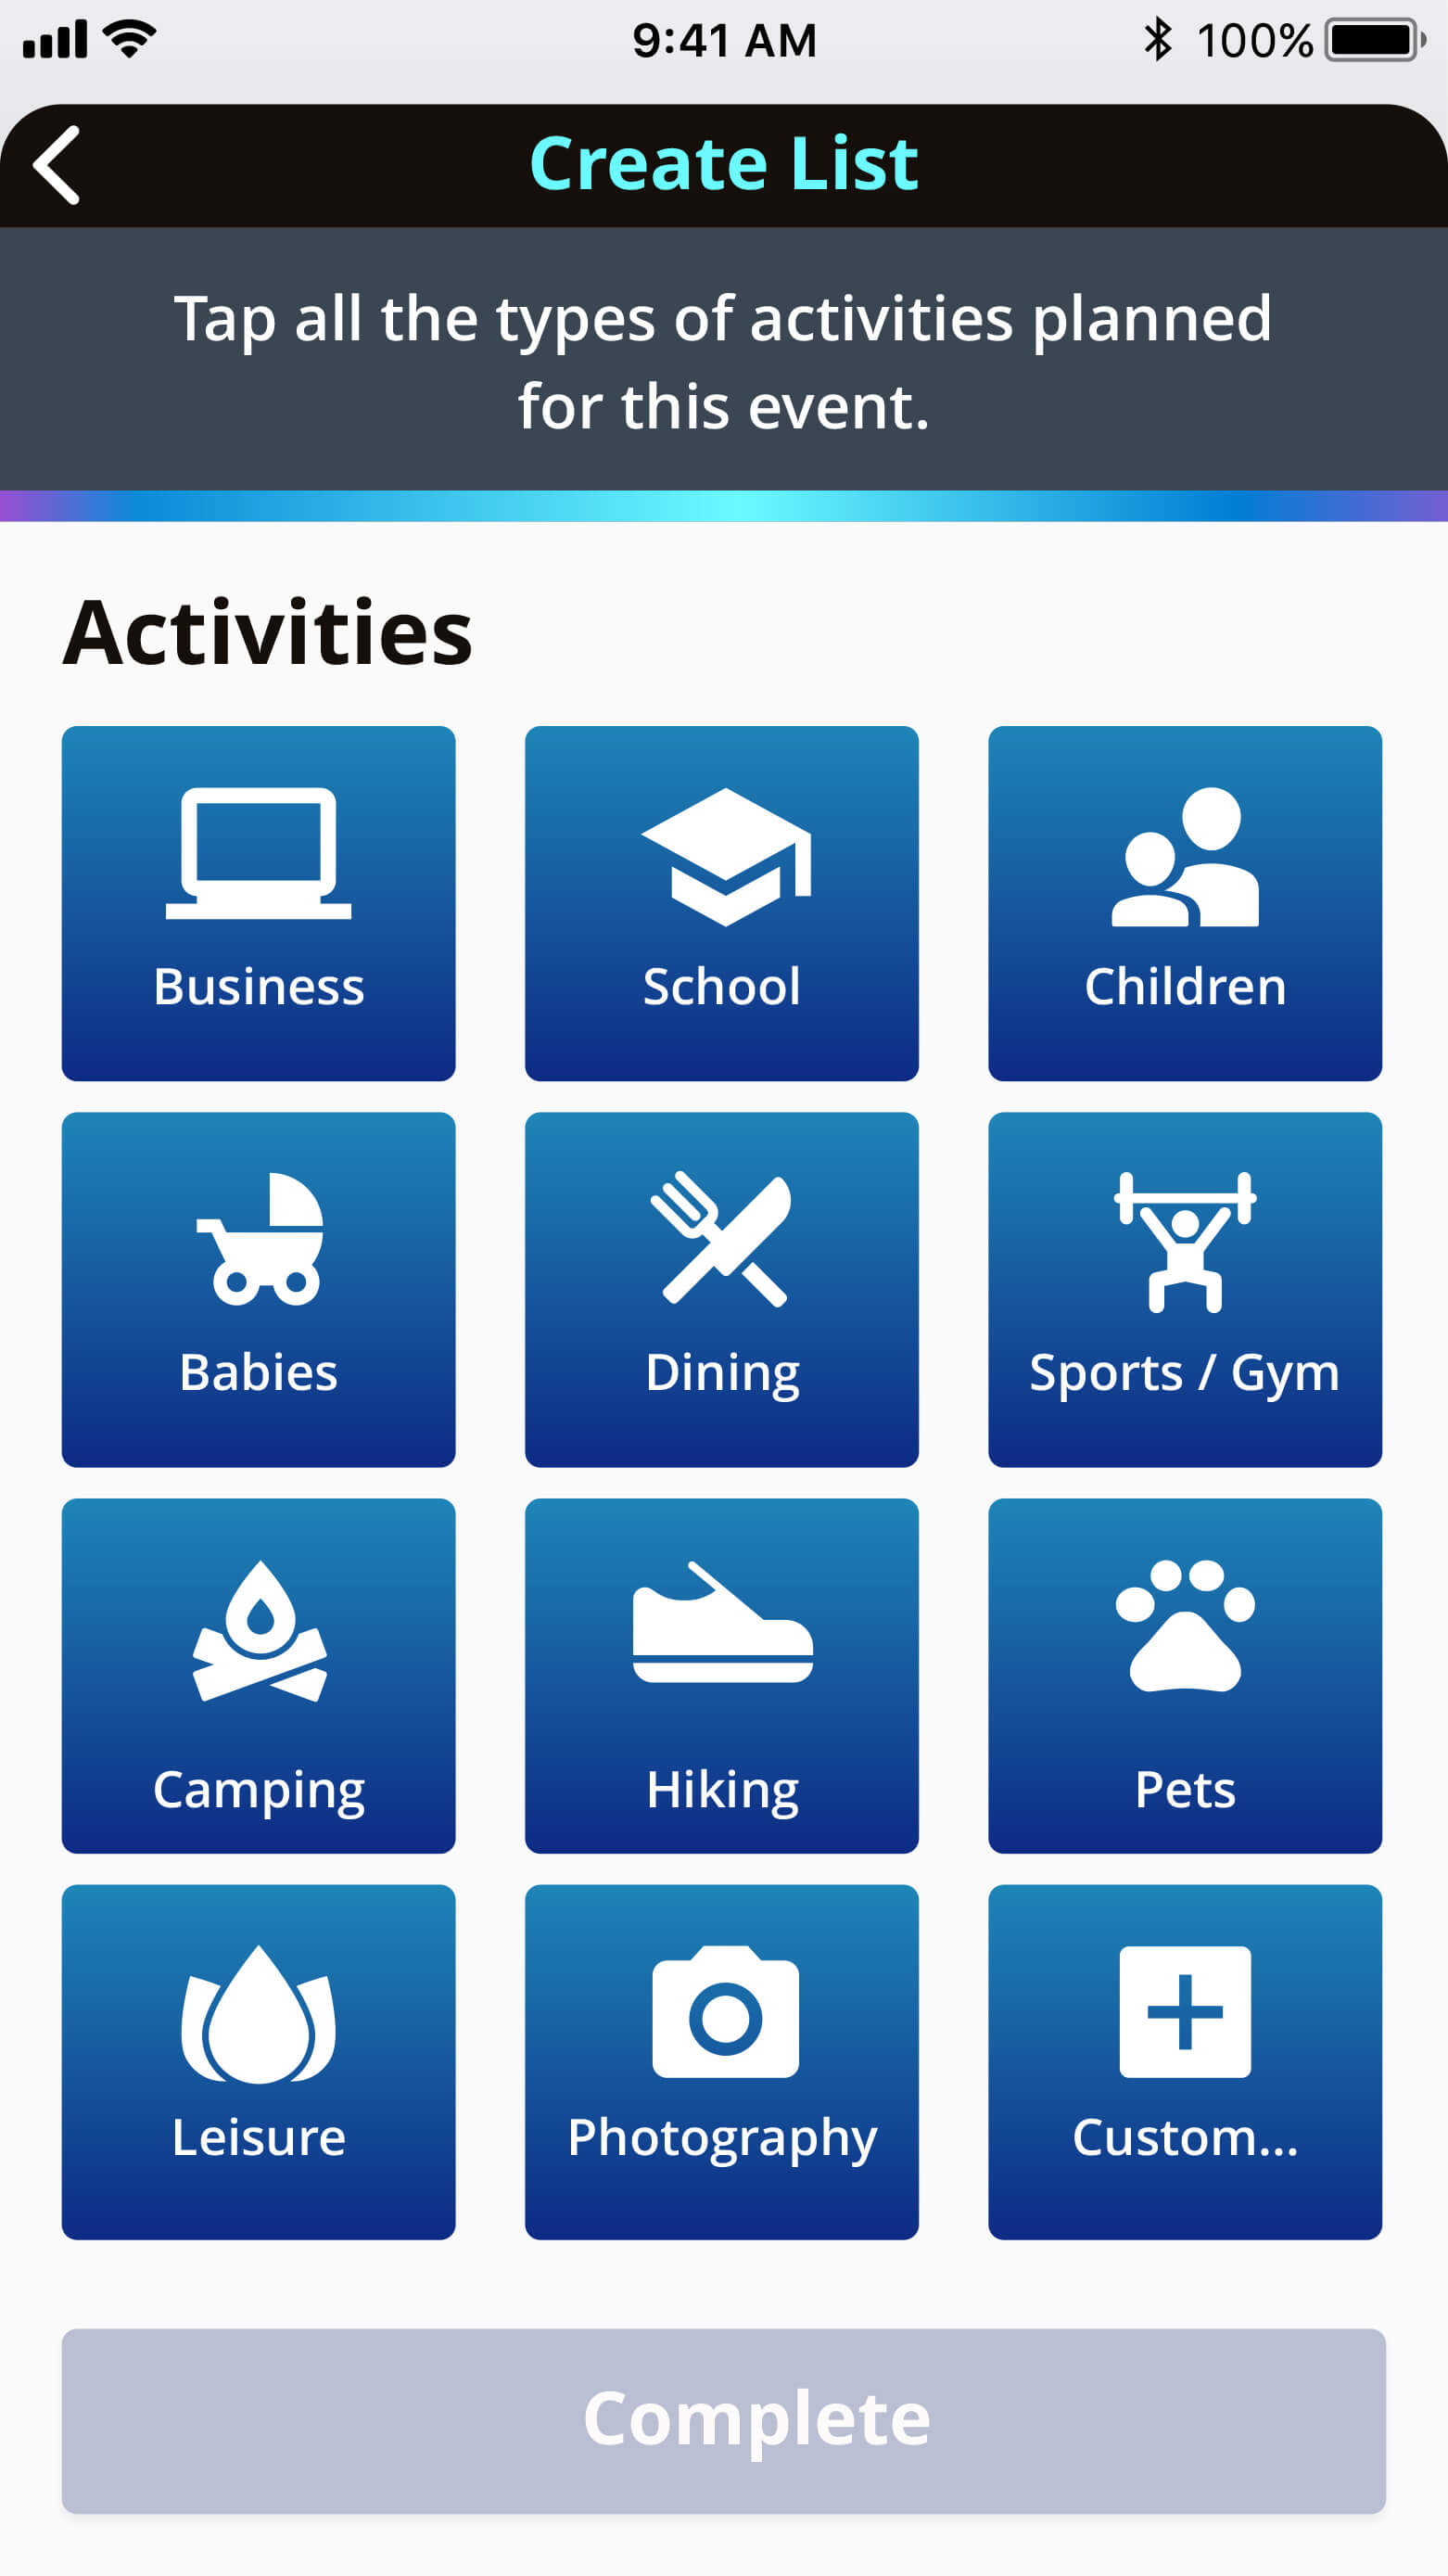 9:41 AM
100%
Create List
Tap all the types of activities planned
for this event.
Activities
Business
School
Children
Babies
Dining
Sports / Gym
Camping
Hiking
Pets
Leisure
Photography
Custom...
Complete